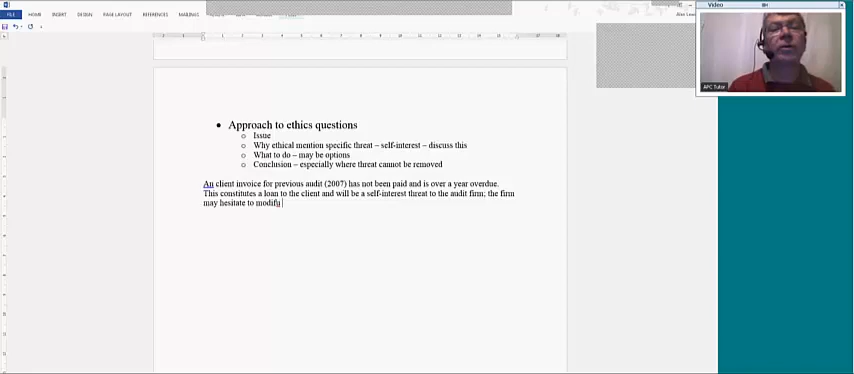 Video
FILE HOME INSERT DESIGN PAGE LAYOUT REFERENCES MAILINGS
APC Tutor
• Approach to ethics questions
o Issue
o Why ethical mention specific threat – self-interest – discuss this
o What to do – may be options
o Conclusion – especially where threat cannot be removed
An client invoice for previous audit (2007) has not been paid and is over a year overdue.
This constitutes a loan to the client and will be a self-interest threat to the audit firm; the firm
may hesitate to modify